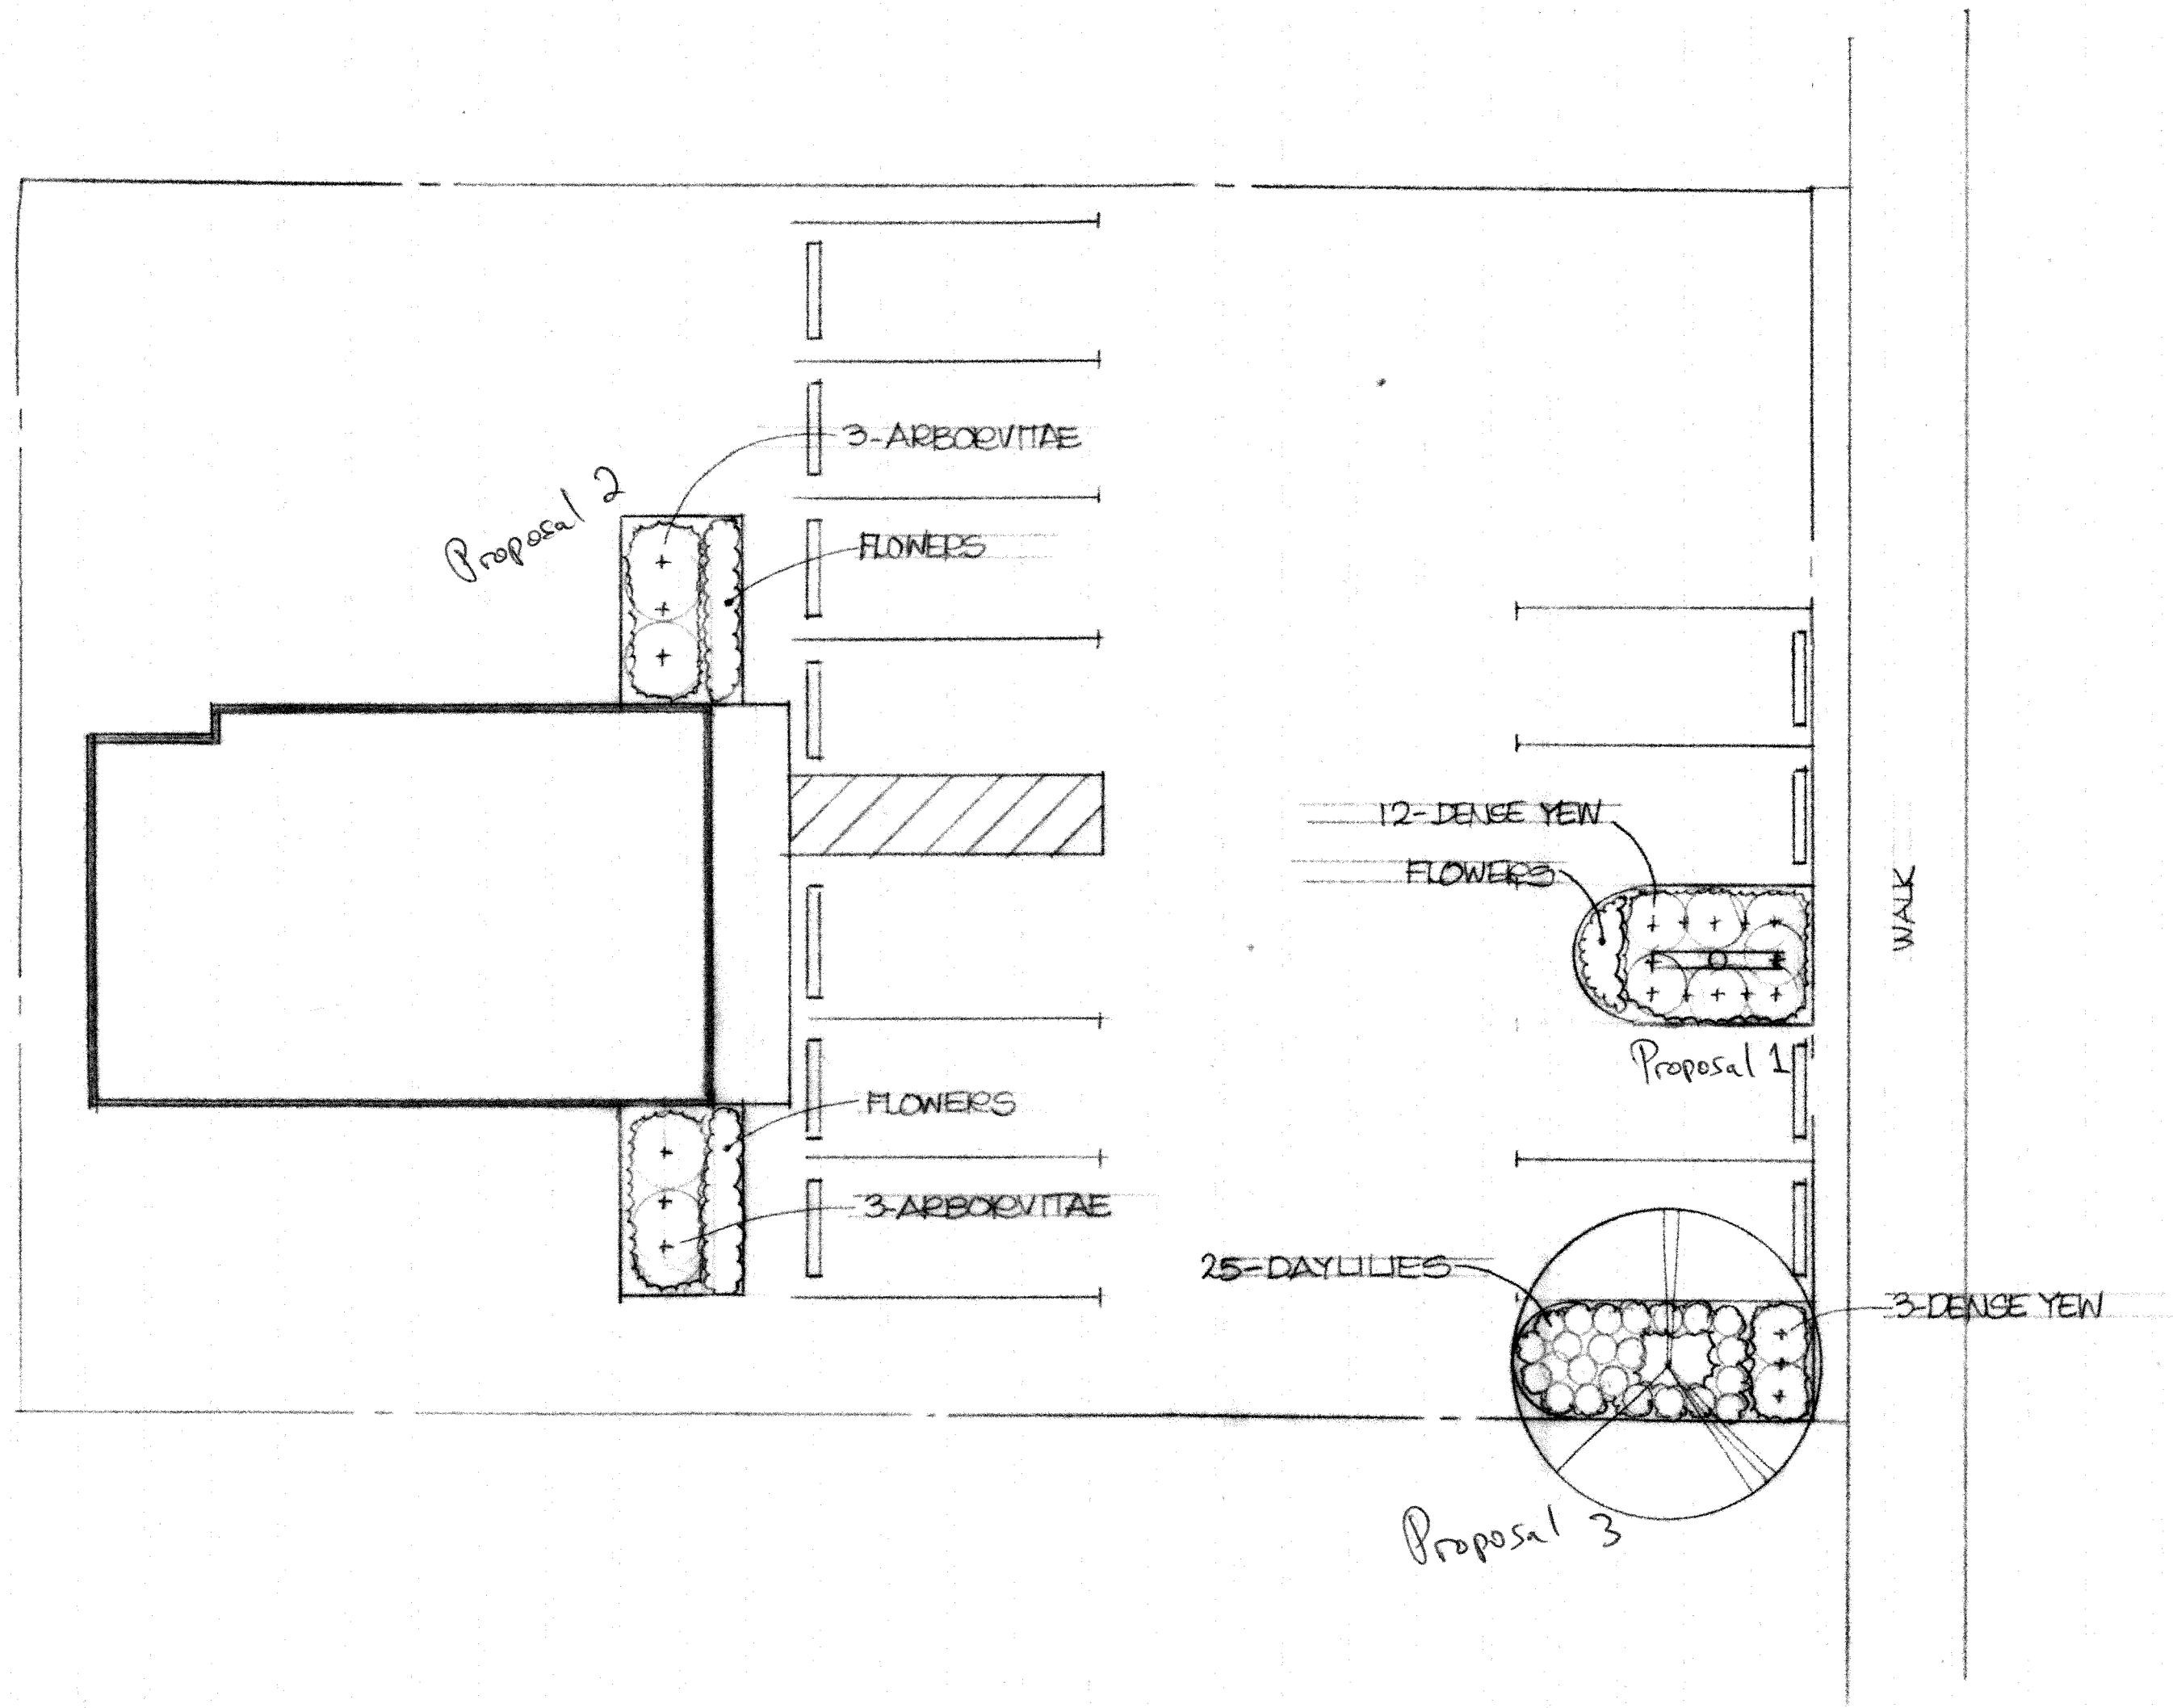 3-ARBORVITAE
Proposal 2
FLOWERS
12-DENSE YEW
FLOWERS
WALK
Proposal 1
FLOWERS
3-ARBORVITAE
25-DAYLILIES
3-DENSE YEW
Proposal 3